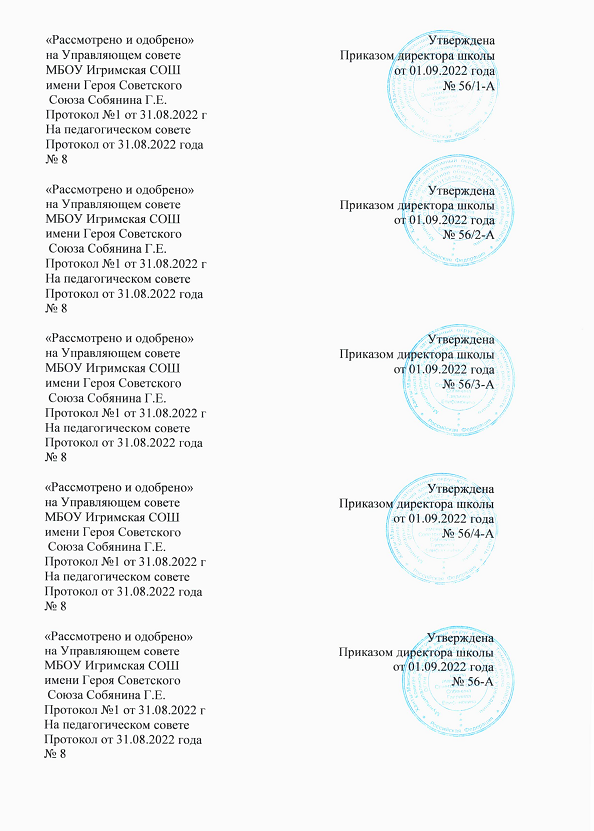 «Рассмотрено и одобрено»
на Управляющем совете
МБОУ Игримская СОШ
имени Героя Советского
Союза Собянина Г.Е.
Протокол №1 от 31.08.2022 г
На педагогическом совете
Протокол от 31.08.2022 года
№ 8
Утверждена
Приказом директора школы
от 01.09.2022 года
№ 56/1-А
«Рассмотрено и одобрено»
на Управляющем совете
МБОУ Игримская СОШ
имени Героя Советского
Союза Собянина Г.Е.
Протокол №1 от 31.08.2022 г
На педагогическом совете
Протокол от 31.08.2022 года
№ 8
Утверждена
Приказом директора школы
от 01.09.2022 года
№ 56/2-А
«Рассмотрено и одобрено»
на Управляющем совете
МБОУ Игримская СОШ
имени Героя Советского
Союза Собянина Г.Е.
Протокол №1 от 31.08.2022 г
На педагогическом совете
Протокол от 31.08.2022 года
№ 8
Утверждена
Приказом директора школы
от 01.09.2022 года
№ 56/3-А
«Рассмотрено и одобрено»
на Управляющем совете
МБОУ Игримская СОШ
имени Героя Советского
Союза Собянина Г.Е.
Протокол №1 от 31.08.2022 г
На педагогическом совете
Протокол от 31.08.2022 года
№ 8
Утверждена
Приказом директора школы
от 01.09.2022 года
№ 56/4-А
«Рассмотрено и одобрено»
на Управляющем совете
МБОУ Игримская СОШ
имени Героя Советского
Союза Собянина Г.Е.
Протокол №1 от 31.08.2022 г
На педагогическом совете
Протокол от 31.08.2022 года
№ 8
Утверждена
Приказом директора школы
от 01.09.2022 года
№ 56-А